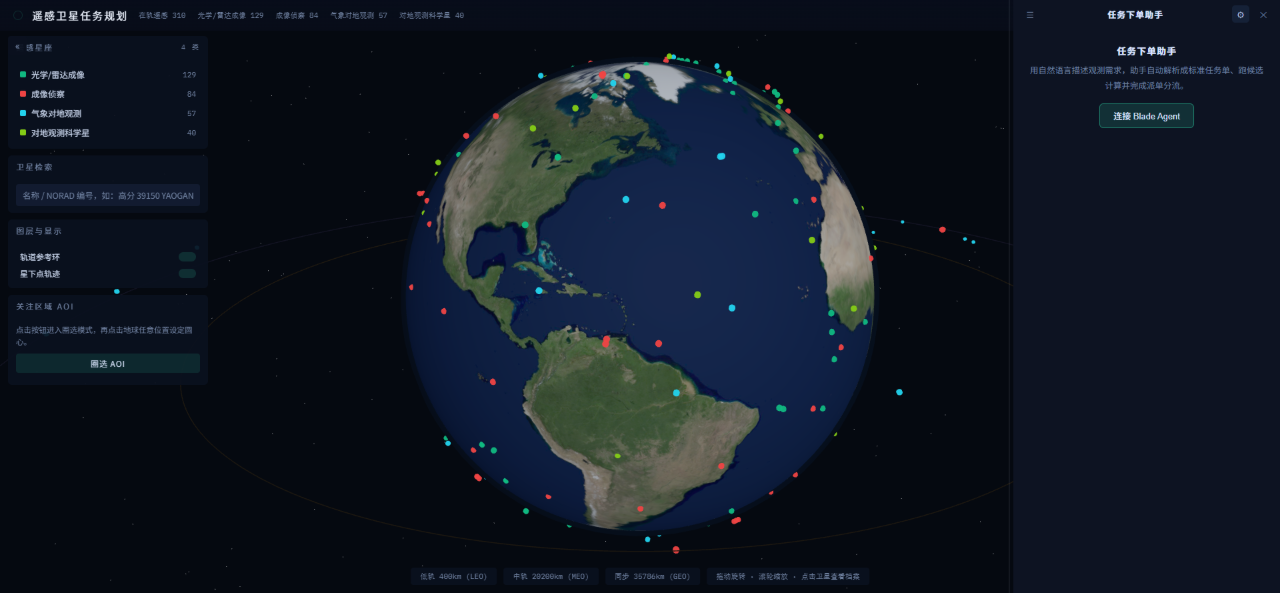 遥感卫星任务规划
在轨遥感 310 光学/雷达成像 129 成像侦察 84 气象对地观测 57 对地观测科学星 40
遥星座 4 类
光学/雷达成像 129
成像侦察 84
气象对地观测 57
对地观测科学星 40
卫星检索
名称 / NORAD 编号，如：高分 39150 YAOGAN
图层与显示
轨道参考环
星下点轨迹
关注区域 AOI
点击按钮进入圈选模式，再点击地球任意位置设定圆
心。
圈选 AOI
低轨 400km (LEO)
中轨 20200km (MEO)
同步 35786km (GEO)
拖动旋转 · 滚轮缩放 · 点击卫星查看档案
任务下单助手
任务下单助手
用自然语言描述观测需求，助手自动解析成标准任务单、跑候选
计算并完成派单分流。
连接 Blade Agent